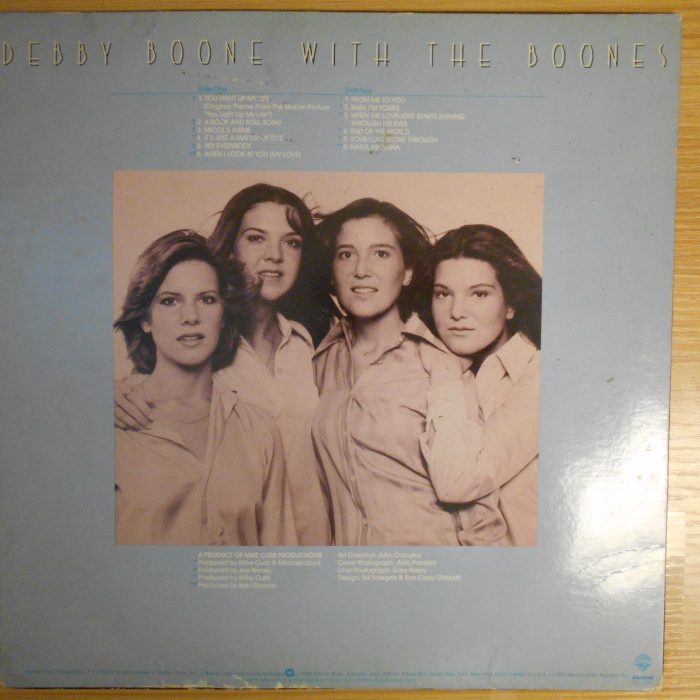 DEBBY BOONE WITH THE BOONES
Side One
1. YOU LIGHT UP MY LIFE
(Original Theme From The Motion Picture
"You Light Up My Life")
2. A ROCK AND ROLL SONG
3. MICOL'S THEME
4. IT'S JUST A MATTER OF TIME
5. HEY EVERYBODY
6. WHEN I LOOK AT YOU (MY LOVE)
Side Two
1. FROM ME TO YOU
2. BABY, I'M YOURS
3. WHEN THE LOVELIGHT STARTS SHINING
THROUGH HIS EYES
4. END OF THE WORLD
5. YOUR LOVE BROKE THROUGH
6. HASTA MAÑANA
A PRODUCT OF MIKE CURB PRODUCTIONS
Produced by Mike Curb & Michael Lloyd
Produced by Joe Brooks
Produced by Mike Curb
Produced by
Art Direction: John Cabalka
Cover Photograph:
Liner Photograph: Gary Heery
Design: Bill Naegels & Rod Dyer/